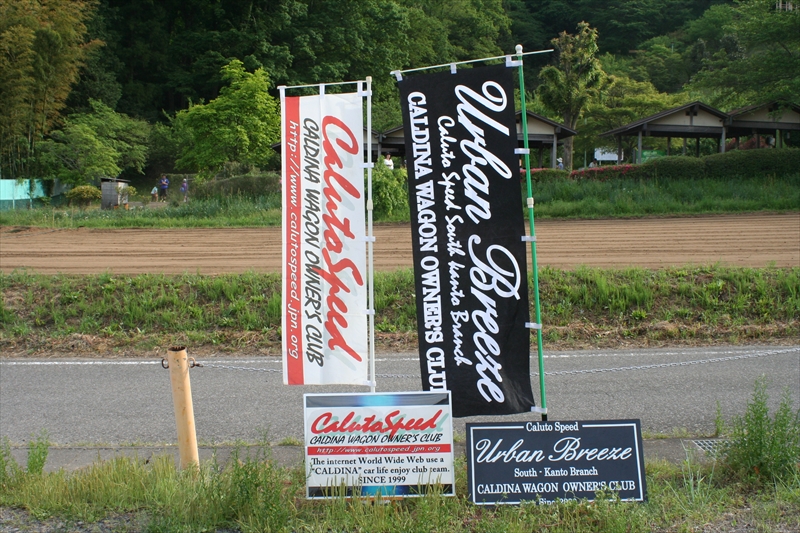 CalutoSpeed
CALDINA WAGON OWNER'S CLUB
http://www.calutospeed.jpn.org
Urban Breeze
Caluto Speed South Kanto Branch
CALDINA WAGON OWNER'S CLUB
CalutoSpeed
CALDINA WAGON OWNER'S CLUB
http://www.calutospeed.jpn.org
The internet World Wide Web use a
"CALDINA" car life enjoy club team.
SINCE 1999
Caluto Speed
Urban Breeze
South - Kanto Branch
CALDINA WAGON OWNER'S CLUB